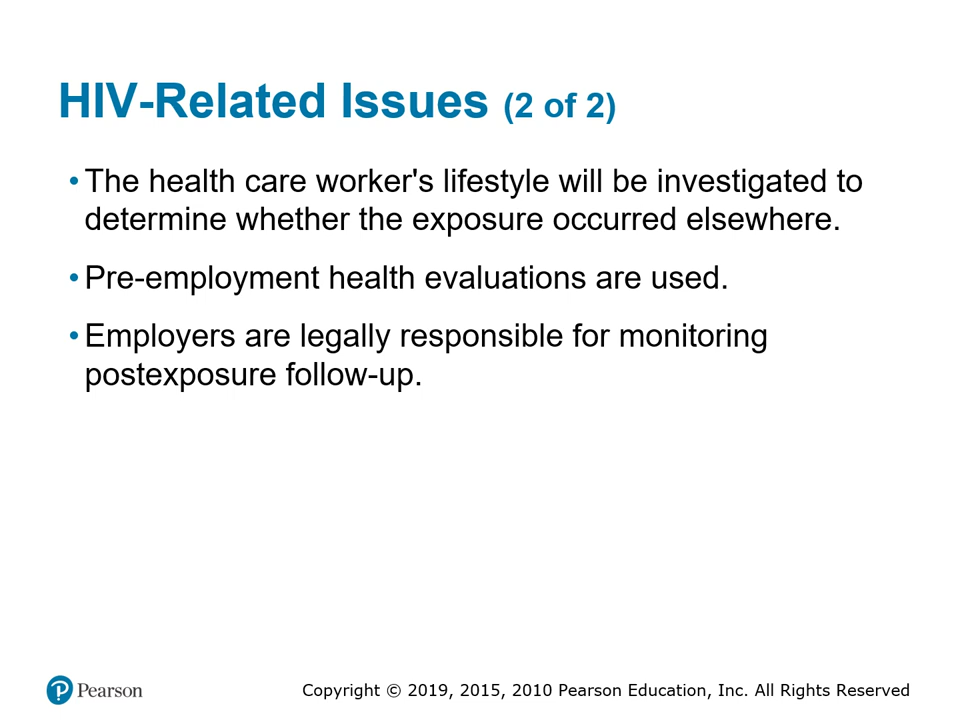 HIV-Related Issues (2 of 2)
• The health care worker's lifestyle will be investigated to
determine whether the exposure occurred elsewhere.
• Pre-employment health evaluations are used.
• Employers are legally responsible for monitoring
postexposure follow-up.
Pearson
Copyright © 2019, 2015, 2010 Pearson Education, Inc. All Rights Reserved